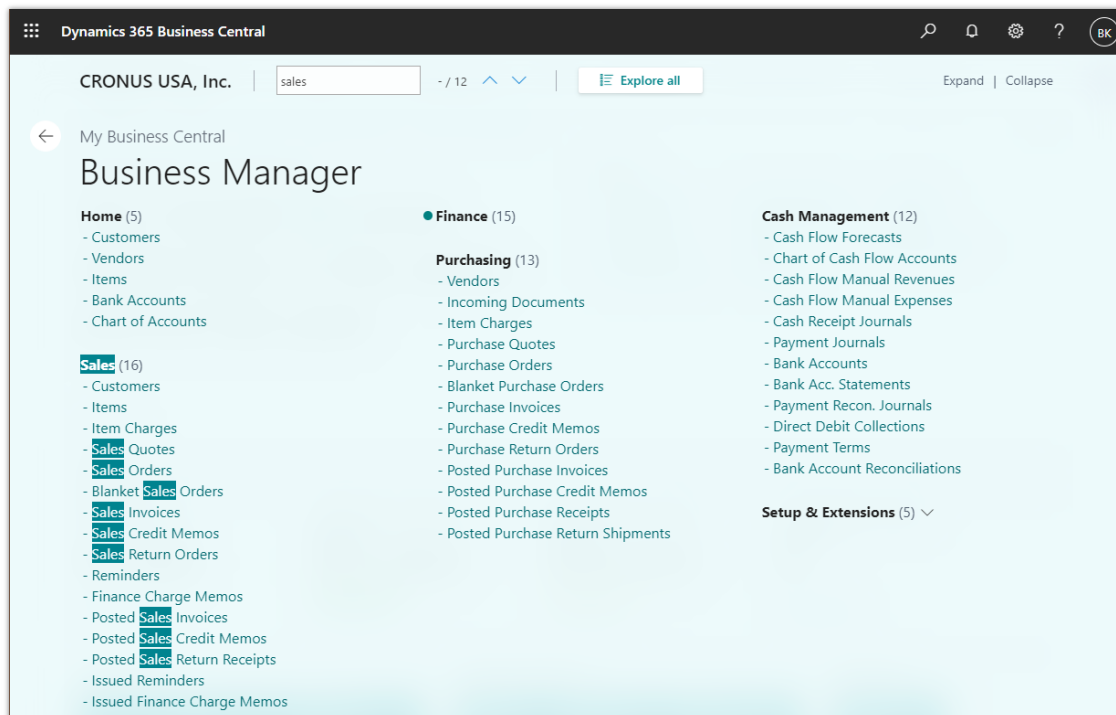 Dynamics 365 Business Central
?
BK
CRONUS USA, Inc.
sales
- / 12
Explore all
Expand | Collapse
My Business Central
Business Manager
Home (5)
- Customers
- Vendors
- Items
- Bank Accounts
- Chart of Accounts
Sales (16)
- Customers
- Items
- Item Charges
- Sales Quotes
- Sales Orders
- Blanket Sales Orders
- Sales Invoices
- Sales Credit Memos
- Sales Return Orders
- Reminders
- Finance Charge Memos
- Posted Sales Invoices
- Posted Sales Credit Memos
- Posted Sales Return Receipts
- Issued Reminders
- Issued Finance Charge Memos
Finance (15)
Purchasing (13)
- Vendors
- Incoming Documents
- Item Charges
- Purchase Quotes
- Purchase Orders
- Blanket Purchase Orders
- Purchase Invoices
- Purchase Credit Memos
- Purchase Return Orders
- Posted Purchase Invoices
- Posted Purchase Credit Memos
- Posted Purchase Receipts
- Posted Purchase Return Shipments
Cash Management (12)
- Cash Flow Forecasts
- Chart of Cash Flow Accounts
- Cash Flow Manual Revenues
- Cash Flow Manual Expenses
- Cash Receipt Journals
- Payment Journals
- Bank Accounts
- Bank Acc. Statements
- Payment Recon. Journals
- Direct Debit Collections
- Payment Terms
- Bank Account Reconciliations
Setup & Extensions (5)